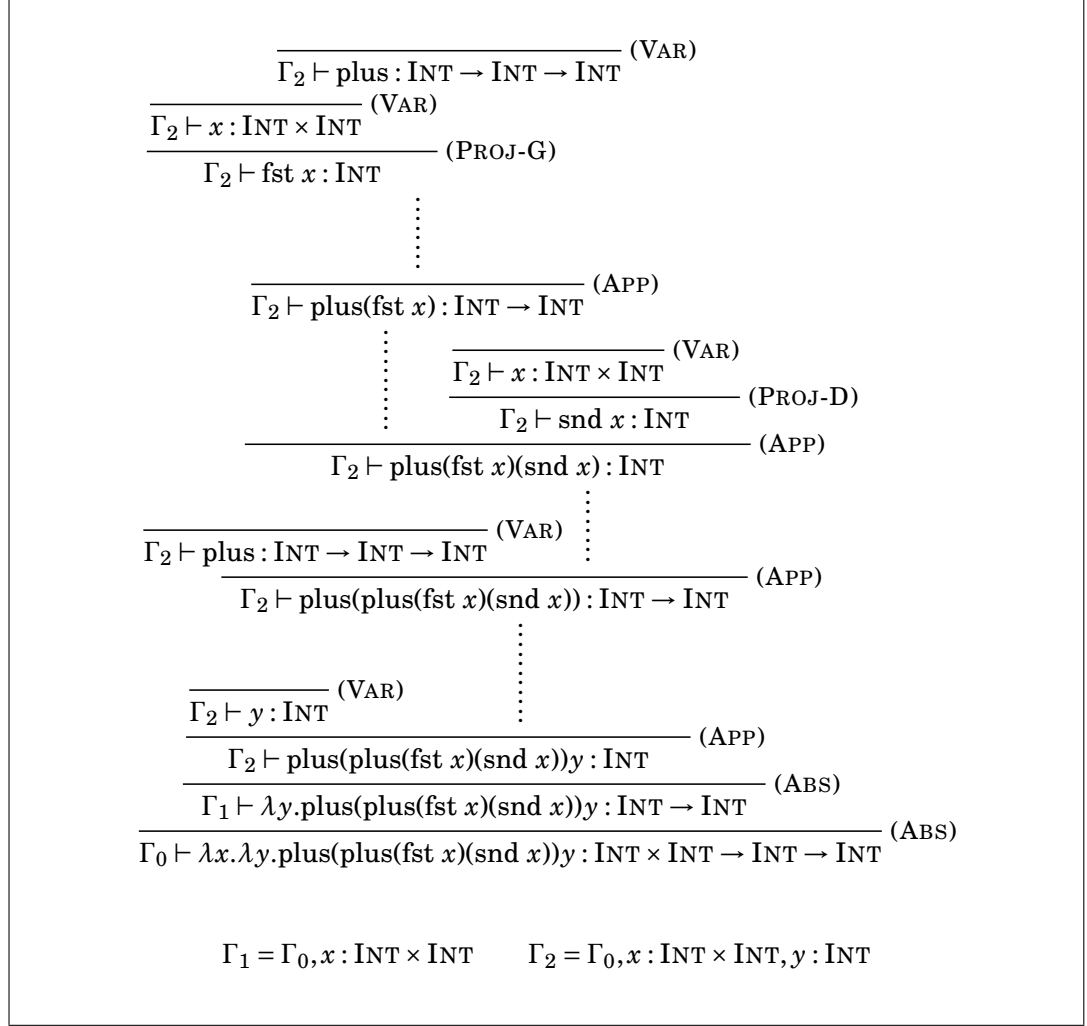 (VAR)
Γ₂ ⊢ plus : INT → INT → INT
(VAR)
Γ₂ ⊢ x : INT × INT
(PROJ-G)
Γ₂ ⊢ fst x : INT
(APP)
Γ₂ ⊢ plus(fst x) : INT → INT
(VAR)
Γ₂ ⊢ x : INT × INT
(PROJ-D)
Γ₂ ⊢ snd x : INT
(APP)
Γ₂ ⊢ plus(fst x)(snd x) : INT
(VAR)
Γ₂ ⊢ plus : INT → INT → INT
(APP)
Γ₂ ⊢ plus(plus(fst x)(snd x)) : INT → INT
(VAR)
Γ₂ ⊢ y : INT
(APP)
Γ₂ ⊢ plus(plus(fst x)(snd x))y : INT
(ABS)
Γ₁ ⊢ λy.plus(plus(fst x)(snd x))y : INT → INT
(ABS)
Γ₀ ⊢ λx.λy.plus(plus(fst x)(snd x))y : INT × INT → INT → INT
Γ₁ = Γ₀, x : INT × INT Γ₂ = Γ₀, x : INT × INT, y : INT